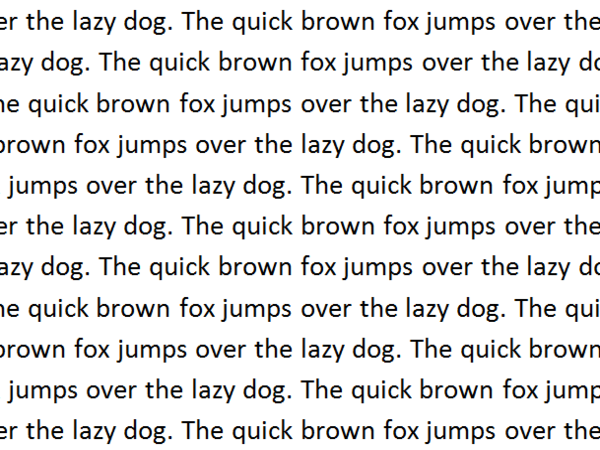 er the lazy dog. The quick brown fox jumps over the
azy dog. The quick brown fox jumps over the lazy do
he quick brown fox jumps over the lazy dog. The qui
brown fox jumps over the lazy dog. The quick brown
jumps over the lazy dog. The quick brown fox jump
er the lazy dog. The quick brown fox jumps over the
azy dog. The quick brown fox jumps over the lazy do
he quick brown fox jumps over the lazy dog. The qui
brown fox jumps over the lazy dog. The quick brown
jumps over the lazy dog. The quick brown fox jump
er the lazy dog. The quick brown fox jumps over the